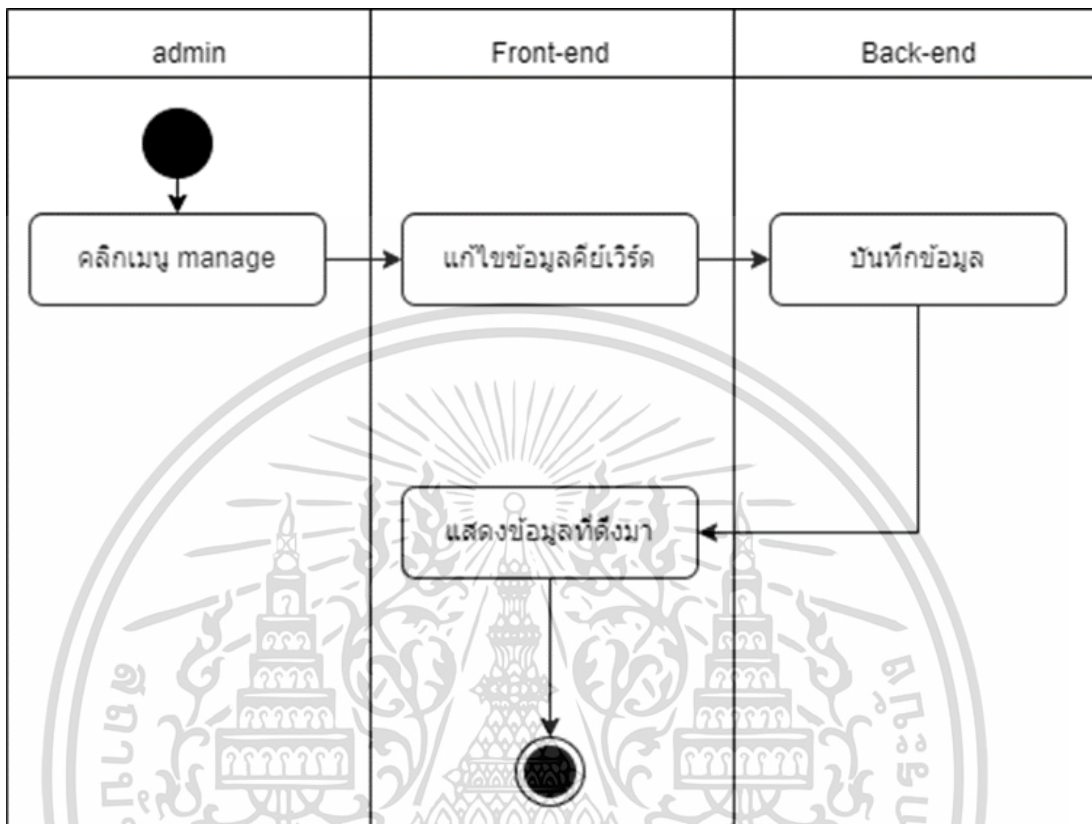 admin
Front-end
Back-end
คลิกเมนู manage
แก้ไขข้อมูลคีย์เวิร์ด
บันทึกข้อมูล
แสดงข้อมูลที่ดึงมา